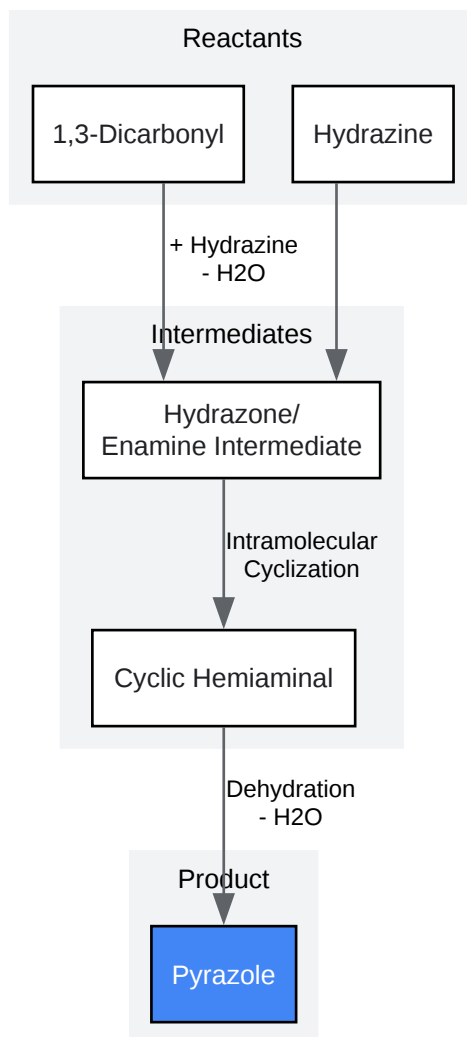 Reactants
1,3-Dicarbonyl
Hydrazine
+ Hydrazine
- H2O
Intermediates
Hydrazone/
Enamine Intermediate
Intramolecular
Cyclization
Cyclic Hemiaminal
Dehydration
- H2O
Product
Pyrazole